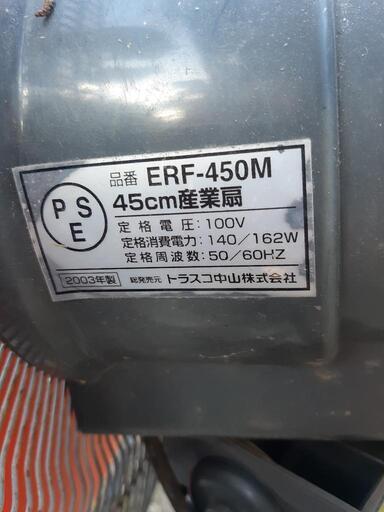 品番 ERF-450M
PSE
45cm産業扇
定格電圧:100V
定格消費電力:140/162W
定格周波数:50/60HZ
2003年製 総発売元 トラスコ中山株式会社